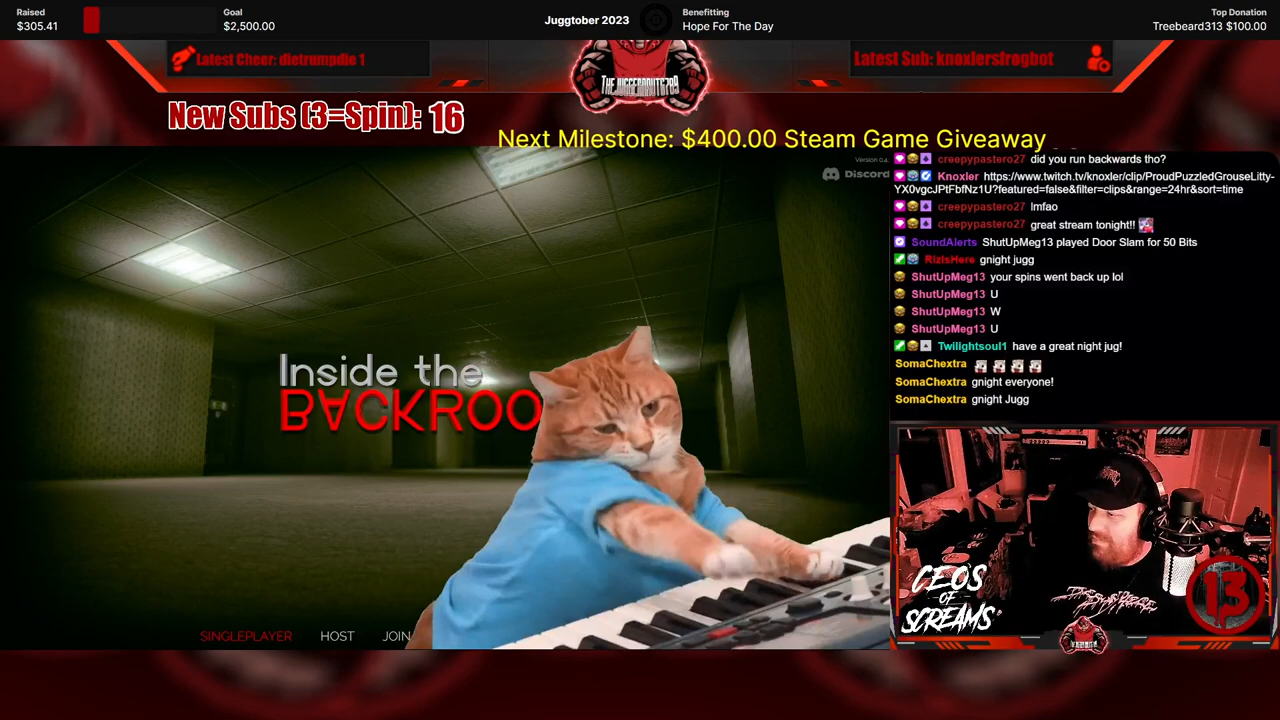 Raised
$305.41
Goal
$2,500.00
Juggtober 2023
Benefitting
Hope For The Day
Top Donation
Treebeard313 $100.00
Latest Cheer: dietrumpdie 1
THEJUGGERNAUT6789
Latest Sub: knoxlersfrogbot
New Subs (3=Spin): 16
Next Milestone: $400.00 Steam Game Giveaway
Version 0.4.
Discord
creepypastero27 did you run backwards tho?
Knoxler https://www.twitch.tv/knoxler/clip/ProudPuzzledGrouseLitty-
YX0vgcJPtFbfNz1U?featured=false&filter=clips&range=24hr&sort=time
creepypastero27 lmfao
creepypastero27 great stream tonight!!
SoundAlerts ShutUpMeg13 played Door Slam for 50 Bits
RizIsHere gnight jugg
ShutUpMeg13 your spins went back up lol
ShutUpMeg13 U
ShutUpMeg13 W
ShutUpMeg13 U
Twilightsoul1 have a great night jug!
SomaChextra
SomaChextra gnight everyone!
SomaChextra gnight Jugg
Inside the
BACKROO
SINGLEPLAYER HOST JOIN
CEOS
OF
SCREAMS
13